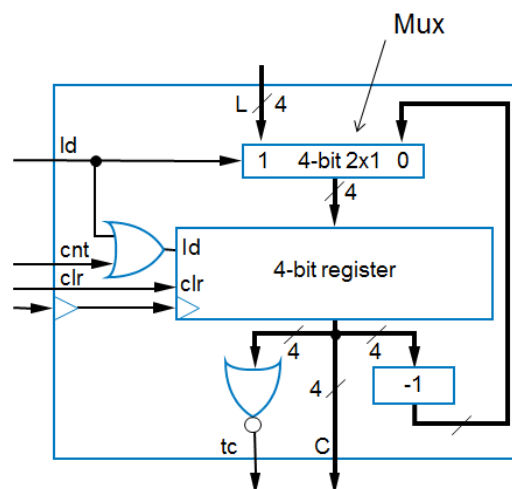 Mux
L 4
ld
1 4-bit 2x1 0
4
cnt
ld
clr
clr
4-bit register
4 4
4
-1
tc C